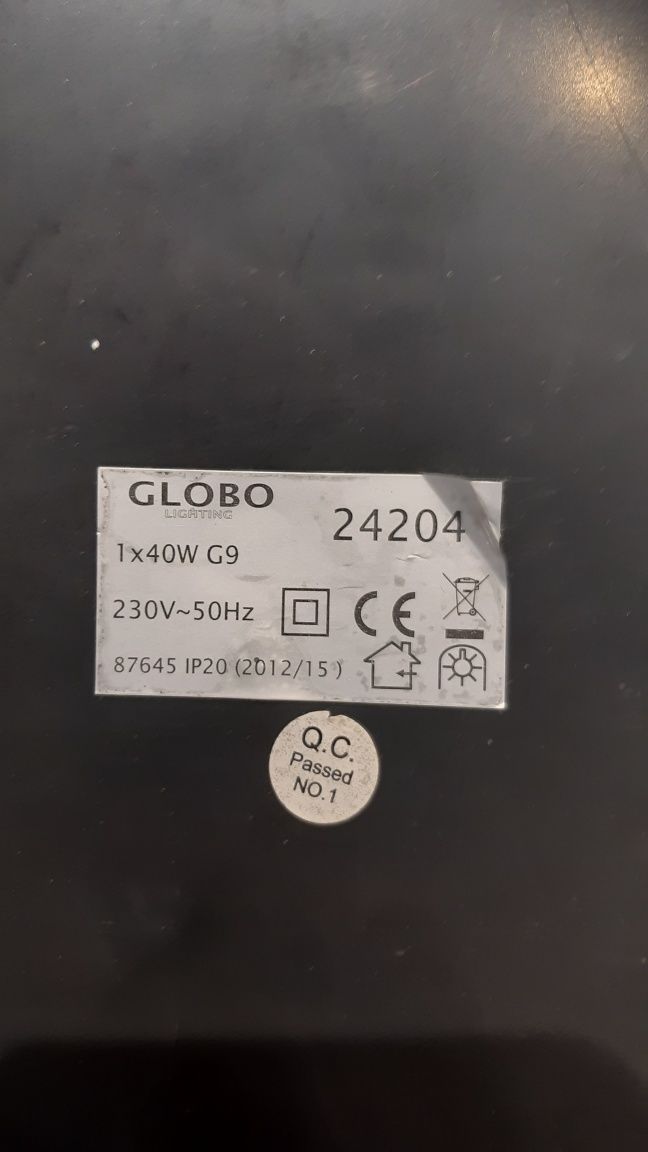 GLOBO
LIGHTING
24204
1x40W G9
230V~50Hz
CE
87645 IP20 (2012/15 )
Q.C.
Passed
NO.1